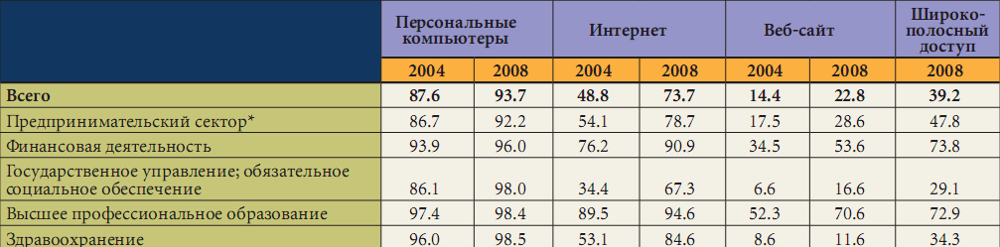 Персональные компьютеры Интернет Веб-сайт Широко-полосный доступ
2004 2008 2004 2008 2004 2008 2008
Всего 87.6 93.7 48.8 73.7 14.4 22.8 39.2
Предпринимательский сектор* 86.7 92.2 54.1 78.7 17.5 28.6 47.8
Финансовая деятельность 93.9 96.0 76.2 90.9 34.5 53.6 73.8
Государственное управление; обязательное
социальное обеспечение 86.1 98.0 34.4 67.3 6.6 16.6 29.1
Высшее профессиональное образование 97.4 98.4 89.5 94.6 52.3 70.6 72.9
Здравоохранение 96.0 98.5 53.1 84.6 8.6 11.6 34.3